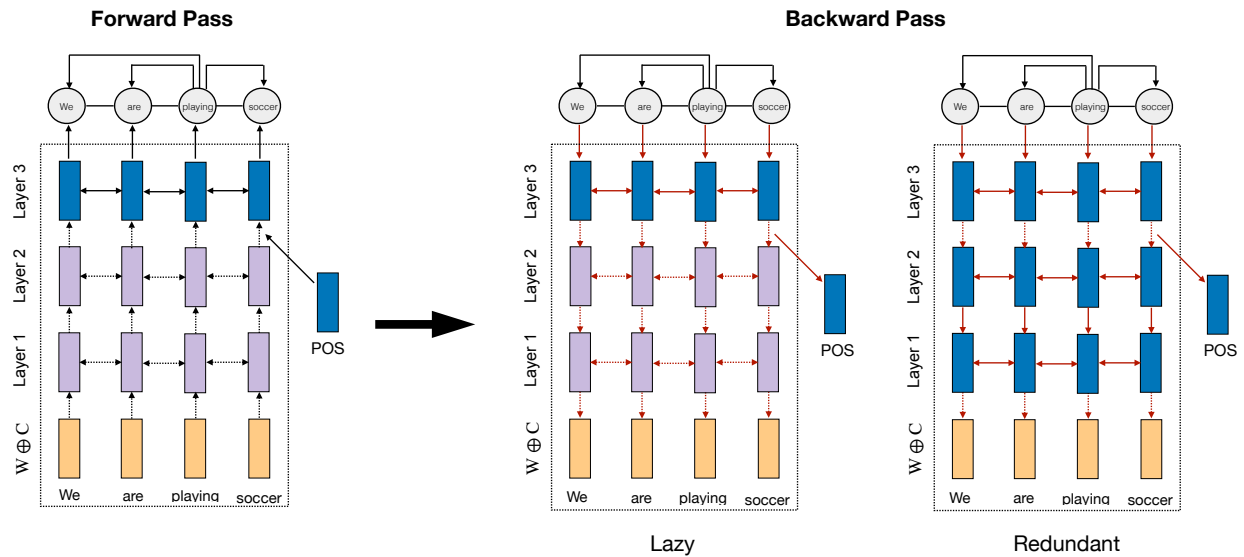 Forward Pass
Backward Pass
We are playing soccer
We are playing soccer
We are playing soccer
Layer 3
Layer 3
Layer 3
Layer 2
Layer 2
Layer 2
POS
POS
POS
Layer 1
Layer 1
Layer 1
W ⊕ C
W ⊕ C
W ⊕ C
We are playing soccer
We are playing soccer
We are playing soccer
Lazy
Redundant